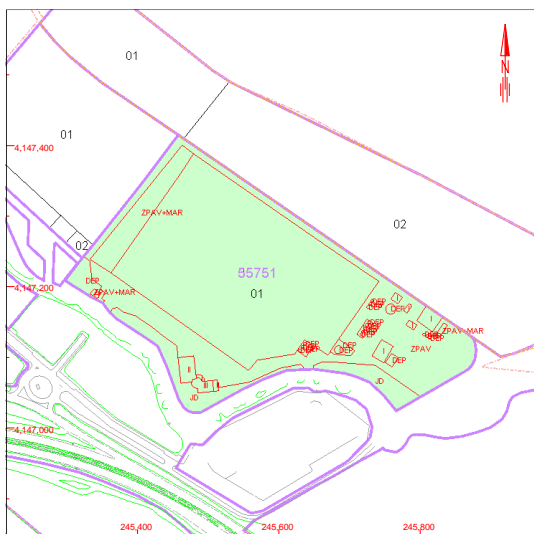 01
N
01
4,147,400
ZPAV+MAR
02
02
85751
DEP
4,147,200
ZPAV+MAR
01
DEP
DEP
DEP
DEP
I
ZPAV+MAR
DEP
DEP
ZPAV
I
DEP
II
III
JD
JD
4,147,000
245,400
245,600
245,800